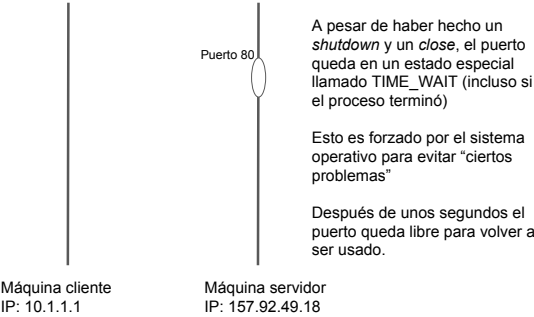 A pesar de haber hecho un
shutdown y un close, el puerto
queda en un estado especial
llamado TIME_WAIT (incluso si
el proceso terminó)
Puerto 80
Esto es forzado por el sistema
operativo para evitar “ciertos
problemas”
Después de unos segundos el
puerto queda libre para volver a
ser usado.
Máquina cliente
IP: 10.1.1.1
Máquina servidor
IP: 157.92.49.18